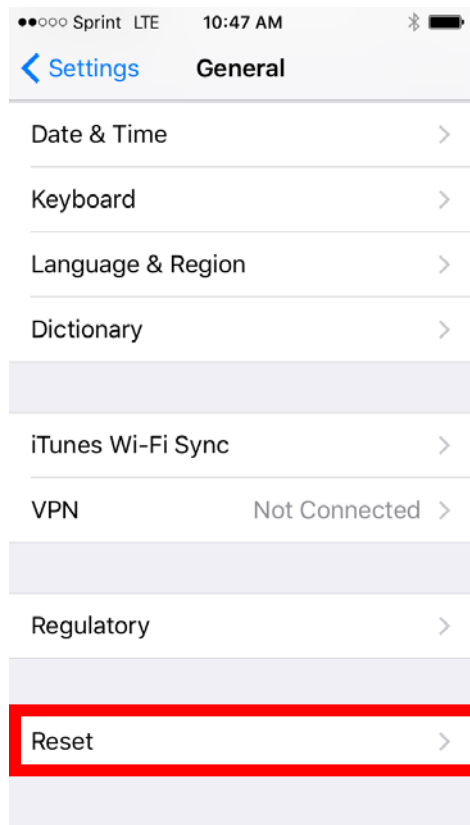 Sprint LTE 10:47 AM
Settings General
Date & Time
Keyboard
Language & Region
Dictionary
iTunes Wi-Fi Sync
VPN Not Connected
Regulatory
Reset